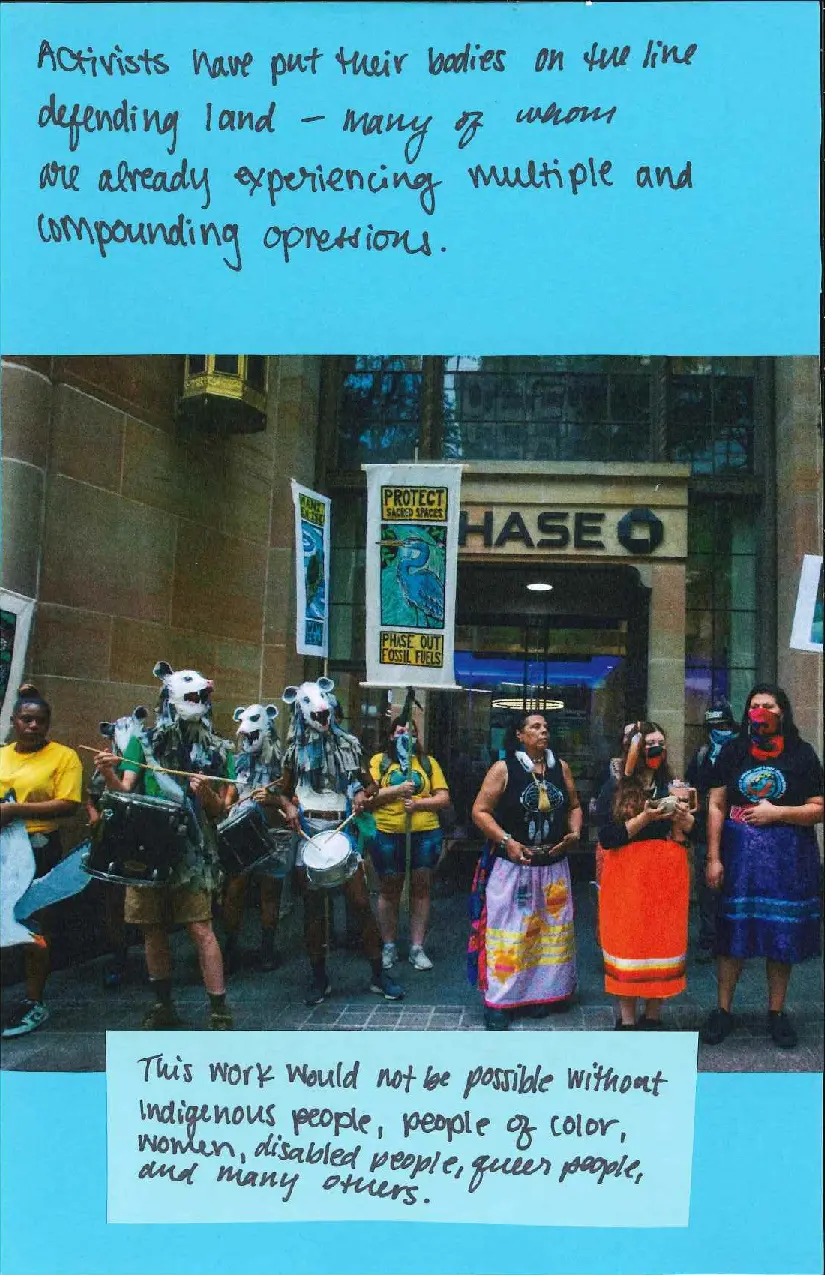 Activists have put their bodies on the line
defending land – many of whom
are already experiencing multiple and
compounding opressions.
PROTECT
SACRED SPACES
PHASE OUT
FOSSIL FUELS
HASE
This work would not be possible without
Indigenous people, people of color,
women, disabled people, queer people,
and many others.